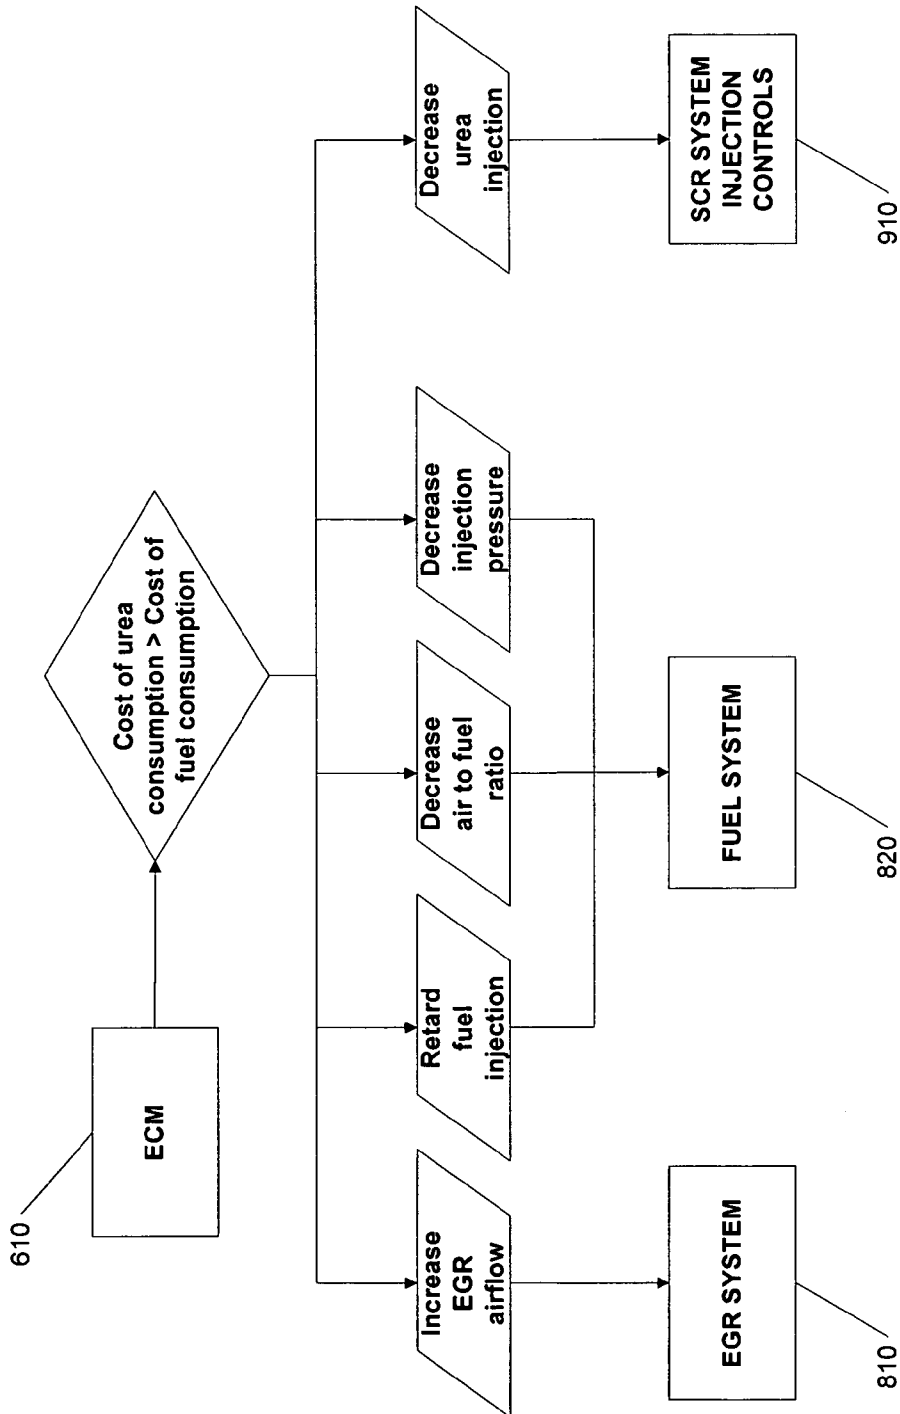 610
ECM
Cost of urea
consumption > Cost of
fuel consumption
Increase
EGR
airflow
Retard
fuel
injection
Decrease
air to fuel
ratio
Decrease
injection
pressure
Decrease
urea
injection
EGR SYSTEM
810
FUEL SYSTEM
820
SCR SYSTEM
INJECTION
CONTROLS
910